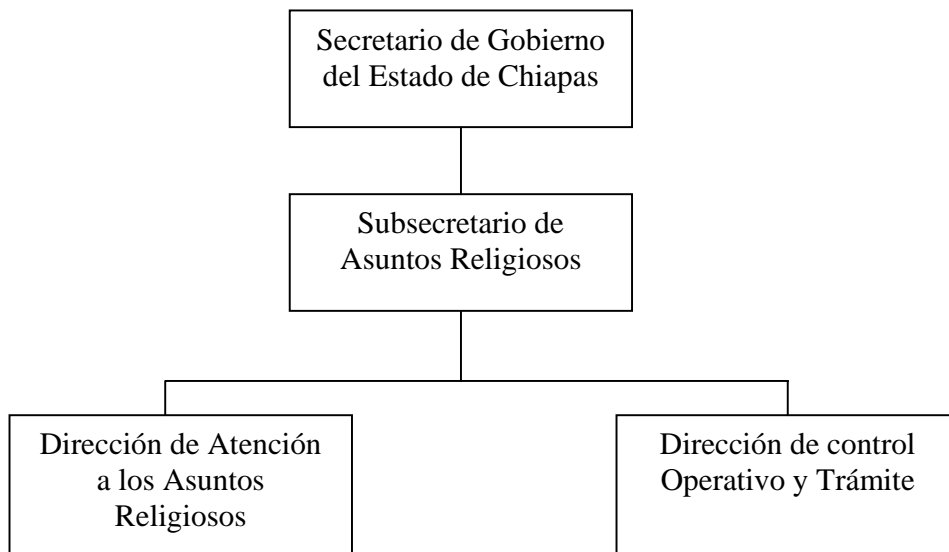 Secretario de Gobierno
del Estado de Chiapas
Subsecretario de
Asuntos Religiosos
Dirección de Atención
a los Asuntos
Religiosos
Dirección de control
Operativo y Trámite